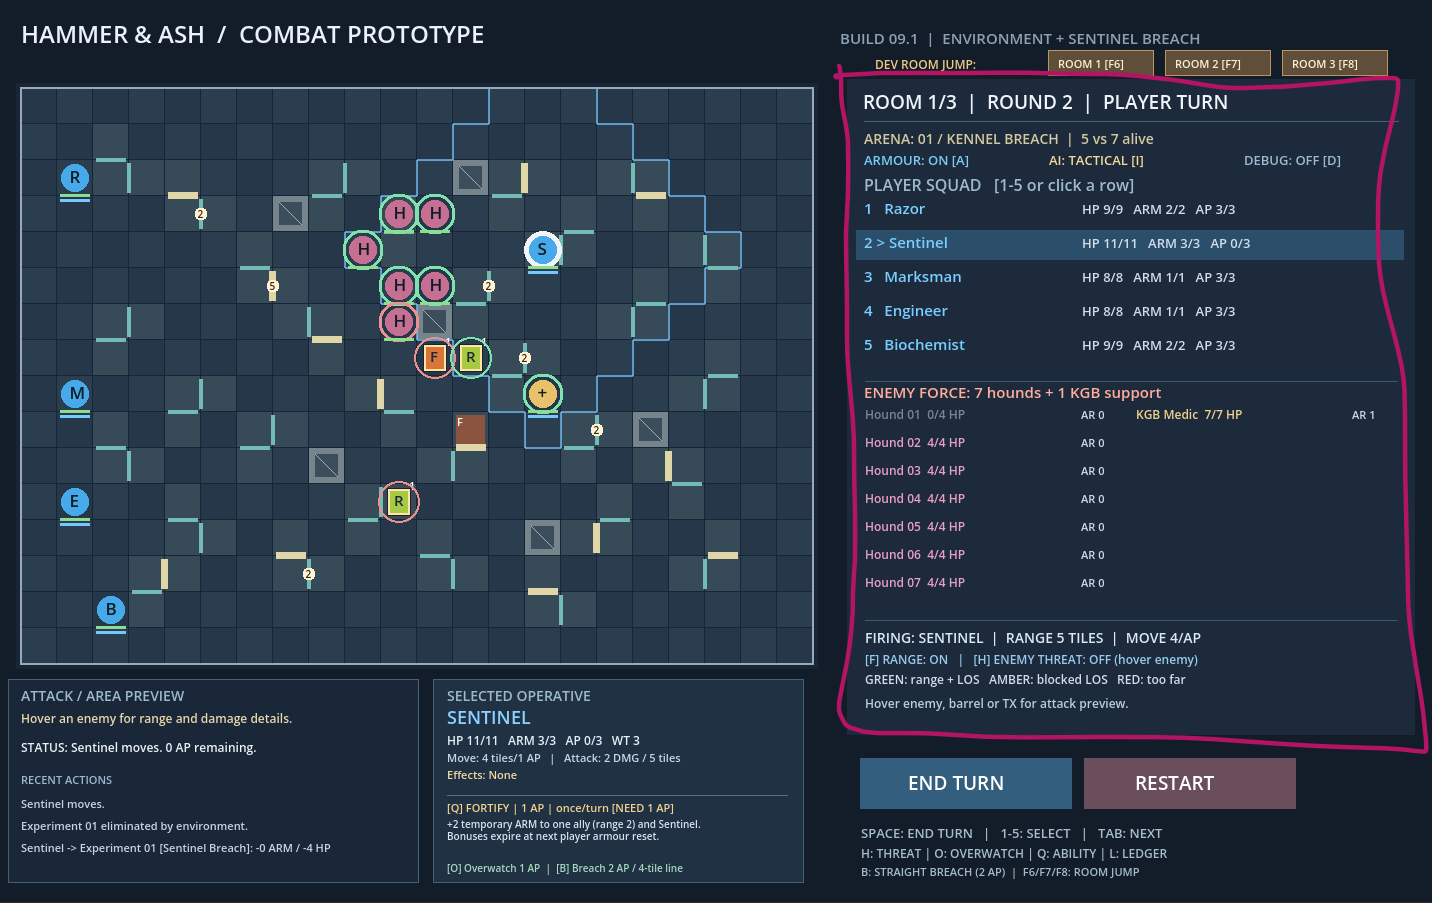 HAMMER & ASH / COMBAT PROTOTYPE
BUILD 09.1 | ENVIRONMENT + SENTINEL BREACH
DEV ROOM JUMP: ROOM 1 [F6] ROOM 2 [F7] ROOM 3 [F8]
R
2
H H
H S
5 H H 2
H
F R 2
M +
F 2
E R
2
B
ROOM 1/3 | ROUND 2 | PLAYER TURN
ARENA: 01 / KENNEL BREACH | 5 vs 7 alive
ARMOUR: ON [A] AI: TACTICAL [I] DEBUG: OFF [D]
PLAYER SQUAD [1-5 or click a row]
1 Razor HP 9/9 ARM 2/2 AP 3/3
2 > Sentinel HP 11/11 ARM 3/3 AP 0/3
3 Marksman HP 8/8 ARM 1/1 AP 3/3
4 Engineer HP 8/8 ARM 1/1 AP 3/3
5 Biochemist HP 9/9 ARM 2/2 AP 3/3
ENEMY FORCE: 7 hounds + 1 KGB support
Hound 01 0/4 HP AR 0 KGB Medic 7/7 HP AR 1
Hound 02 4/4 HP AR 0
Hound 03 4/4 HP AR 0
Hound 04 4/4 HP AR 0
Hound 05 4/4 HP AR 0
Hound 06 4/4 HP AR 0
Hound 07 4/4 HP AR 0
FIRING: SENTINEL | RANGE 5 TILES | MOVE 4/AP
[F] RANGE: ON | [H] ENEMY THREAT: OFF (hover enemy)
GREEN: range + LOS AMBER: blocked LOS RED: too far
Hover enemy, barrel or TX for attack preview.
ATTACK / AREA PREVIEW
Hover an enemy for range and damage details.
STATUS: Sentinel moves. 0 AP remaining.
RECENT ACTIONS
Sentinel moves.
Experiment 01 eliminated by environment.
Sentinel -> Experiment 01 [Sentinel Breach]: -0 ARM / -4 HP
SELECTED OPERATIVE
SENTINEL
HP 11/11 ARM 3/3 AP 0/3 WT 3
Move: 4 tiles/1 AP | Attack: 2 DMG / 5 tiles
Effects: None
[Q] FORTIFY | 1 AP | once/turn [NEED 1 AP]
+2 temporary ARM to one ally (range 2) and Sentinel.
Bonuses expire at next player armour reset.
[O] Overwatch 1 AP | [B] Breach 2 AP / 4-tile line
END TURN RESTART
SPACE: END TURN | 1-5: SELECT | TAB: NEXT
H: THREAT | O: OVERWATCH | Q: ABILITY | L: LEDGER
B: STRAIGHT BREACH (2 AP) | F6/F7/F8: ROOM JUMP